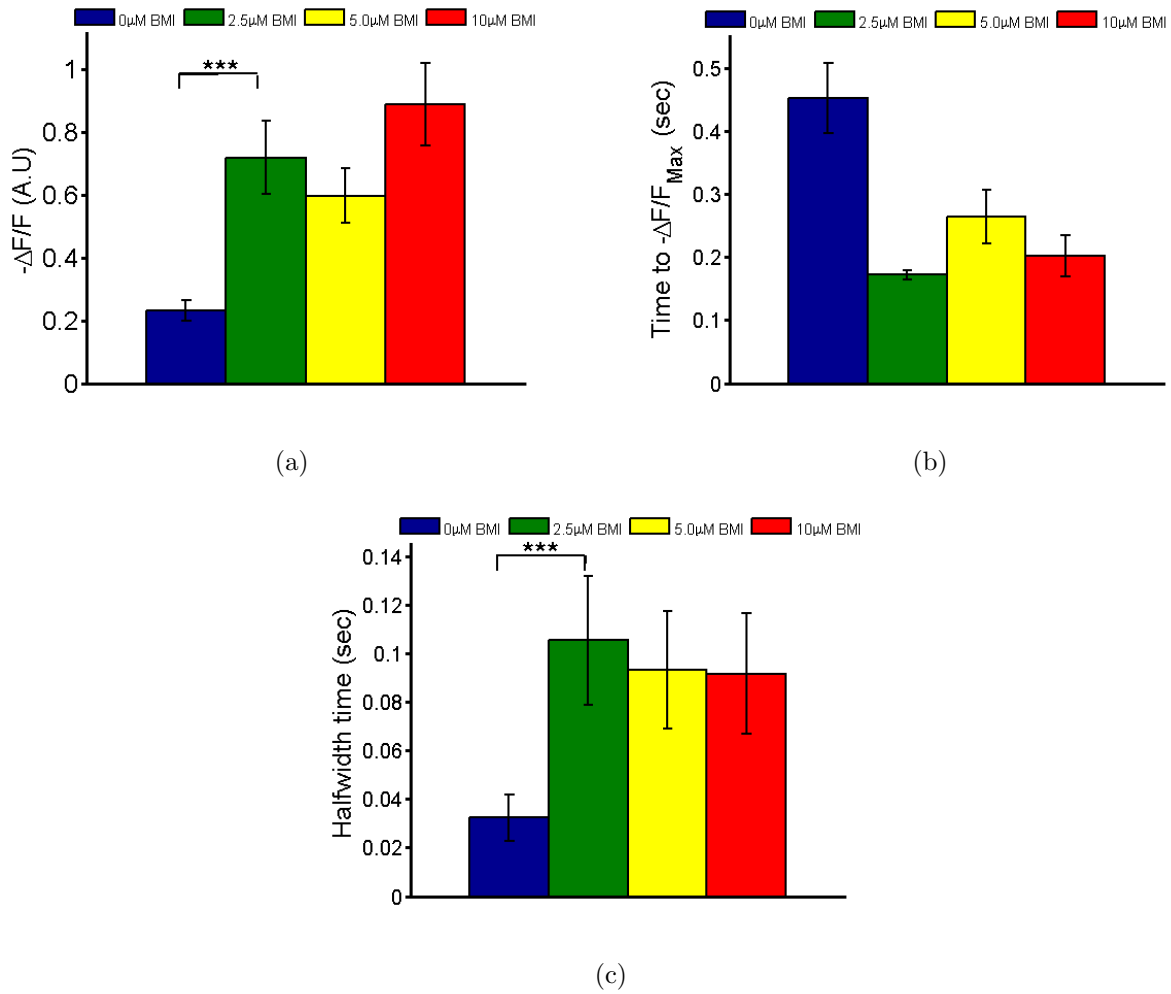 0μM BMI 2.5μM BMI 5.0μM BMI 10μM BMI
***
1
0.8
0.6
0.4
0.2
0
-ΔF/F (A.U)
(a)
0μM BMI 2.5μM BMI 5.0μM BMI 10μM BMI
0.5
0.4
0.3
0.2
0.1
0
Time to -ΔF/F_Max (sec)
(b)
0μM BMI 2.5μM BMI 5.0μM BMI 10μM BMI
***
0.14
0.12
0.1
0.08
0.06
0.04
0.02
0
Halfwidth time (sec)
(c)